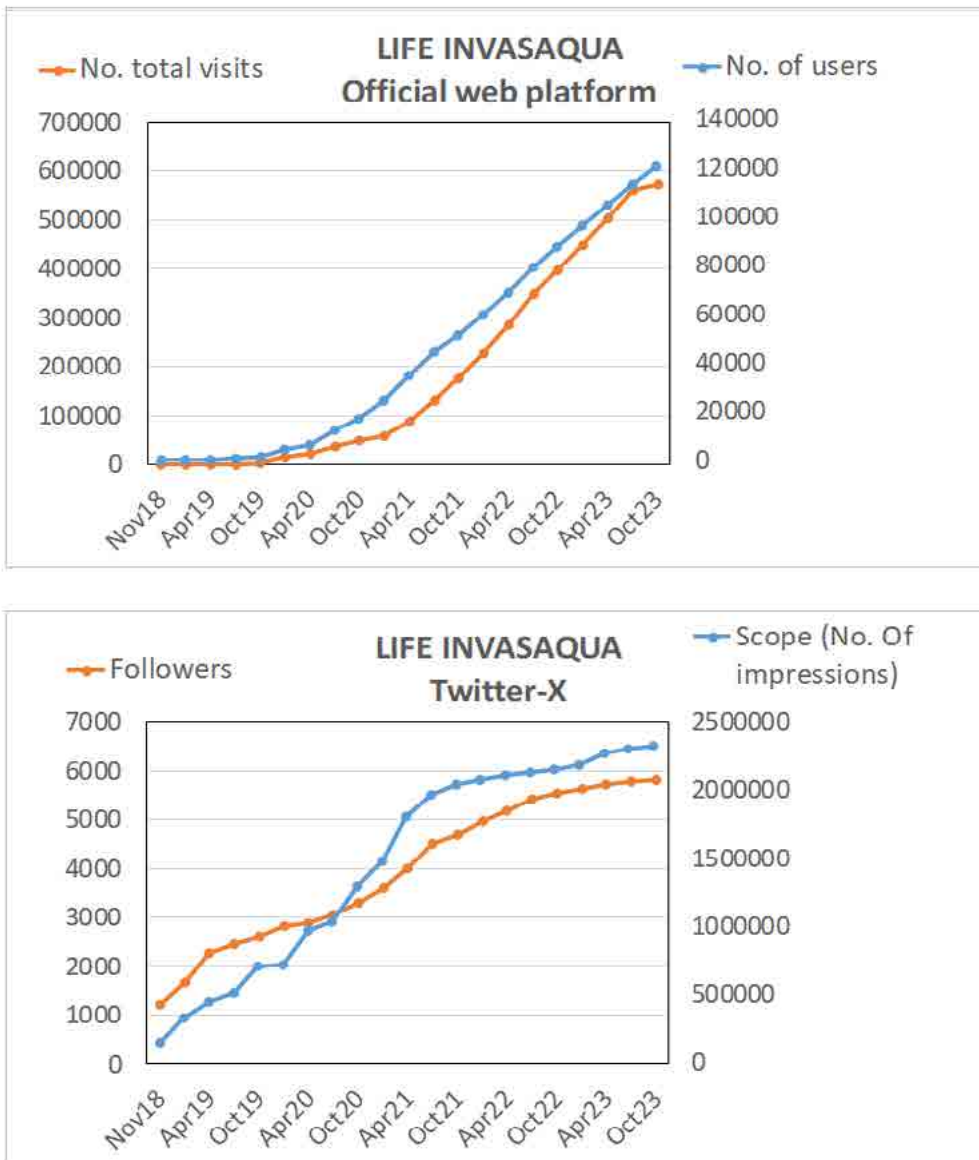 LIFE INVASAQUA
Official web platform
No. total visits
No. of users
700000
600000
500000
400000
300000
200000
100000
0
140000
120000
100000
80000
60000
40000
20000
0
Nov18
Apr19
Oct19
Apr20
Oct20
Apr21
Oct21
Apr22
Oct22
Apr23
Oct23
LIFE INVASAQUA
Twitter-X
Followers
Scope (No. Of
impressions)
7000
6000
5000
4000
3000
2000
1000
0
2500000
2000000
1500000
1000000
500000
0
Nov18
Apr19
Oct19
Apr20
Oct20
Apr21
Oct21
Apr22
Oct22
Apr23
Oct23